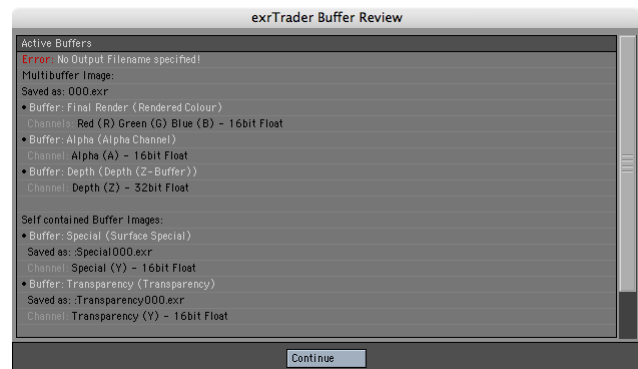 exrTrader Buffer Review
Active Buffers
Error: No Output Filename specified!
Multibuffer Image:
Saved as: 000.exr
• Buffer: Final Render (Rendered Colour)
Channels: Red (R) Green (G) Blue (B) - 16bit Float
• Buffer: Alpha (Alpha Channel)
Channel: Alpha (A) - 16bit Float
• Buffer: Depth (Depth (Z-Buffer))
Channel: Depth (Z) - 32bit Float
Self contained Buffer Images:
• Buffer: Special (Surface Special)
Saved as: :Special000.exr
Channel: Special (Y) - 16bit Float
• Buffer: Transparency (Transparency)
Saved as: :Transparency000.exr
Channel: Transparency (Y) - 16bit Float
Continue